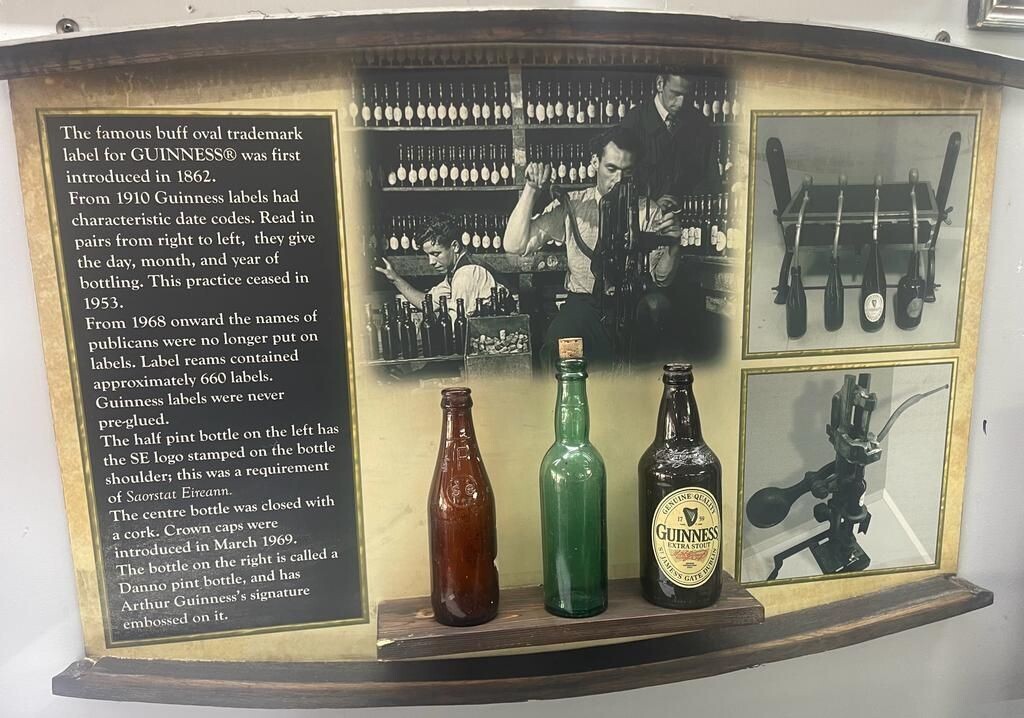 The famous buff oval trademark
label for GUINNESS® was first
introduced in 1862.
From 1910 Guinness labels had
characteristic date codes. Read in
pairs from right to left, they give
the day, month, and year of
bottling. This practice ceased in
1953.
From 1968 onward the names of
publicans were no longer put on
labels. Label reams contained
approximately 660 labels.
Guinness labels were never
pre-glued.
The half pint bottle on the left has
the SE logo stamped on the bottle
shoulder; this was a requirement
of Saorstat Eireann.
The centre bottle was closed with
a cork. Crown caps were
introduced in March 1969.
The bottle on the right is called a
Danno pint bottle, and has
Arthur Guinness's signature
embossed on it.
GENUINE QUALITY
17 59
GUINNESS
EXTRA STOUT
ST JAMES'S GATE DUBLIN